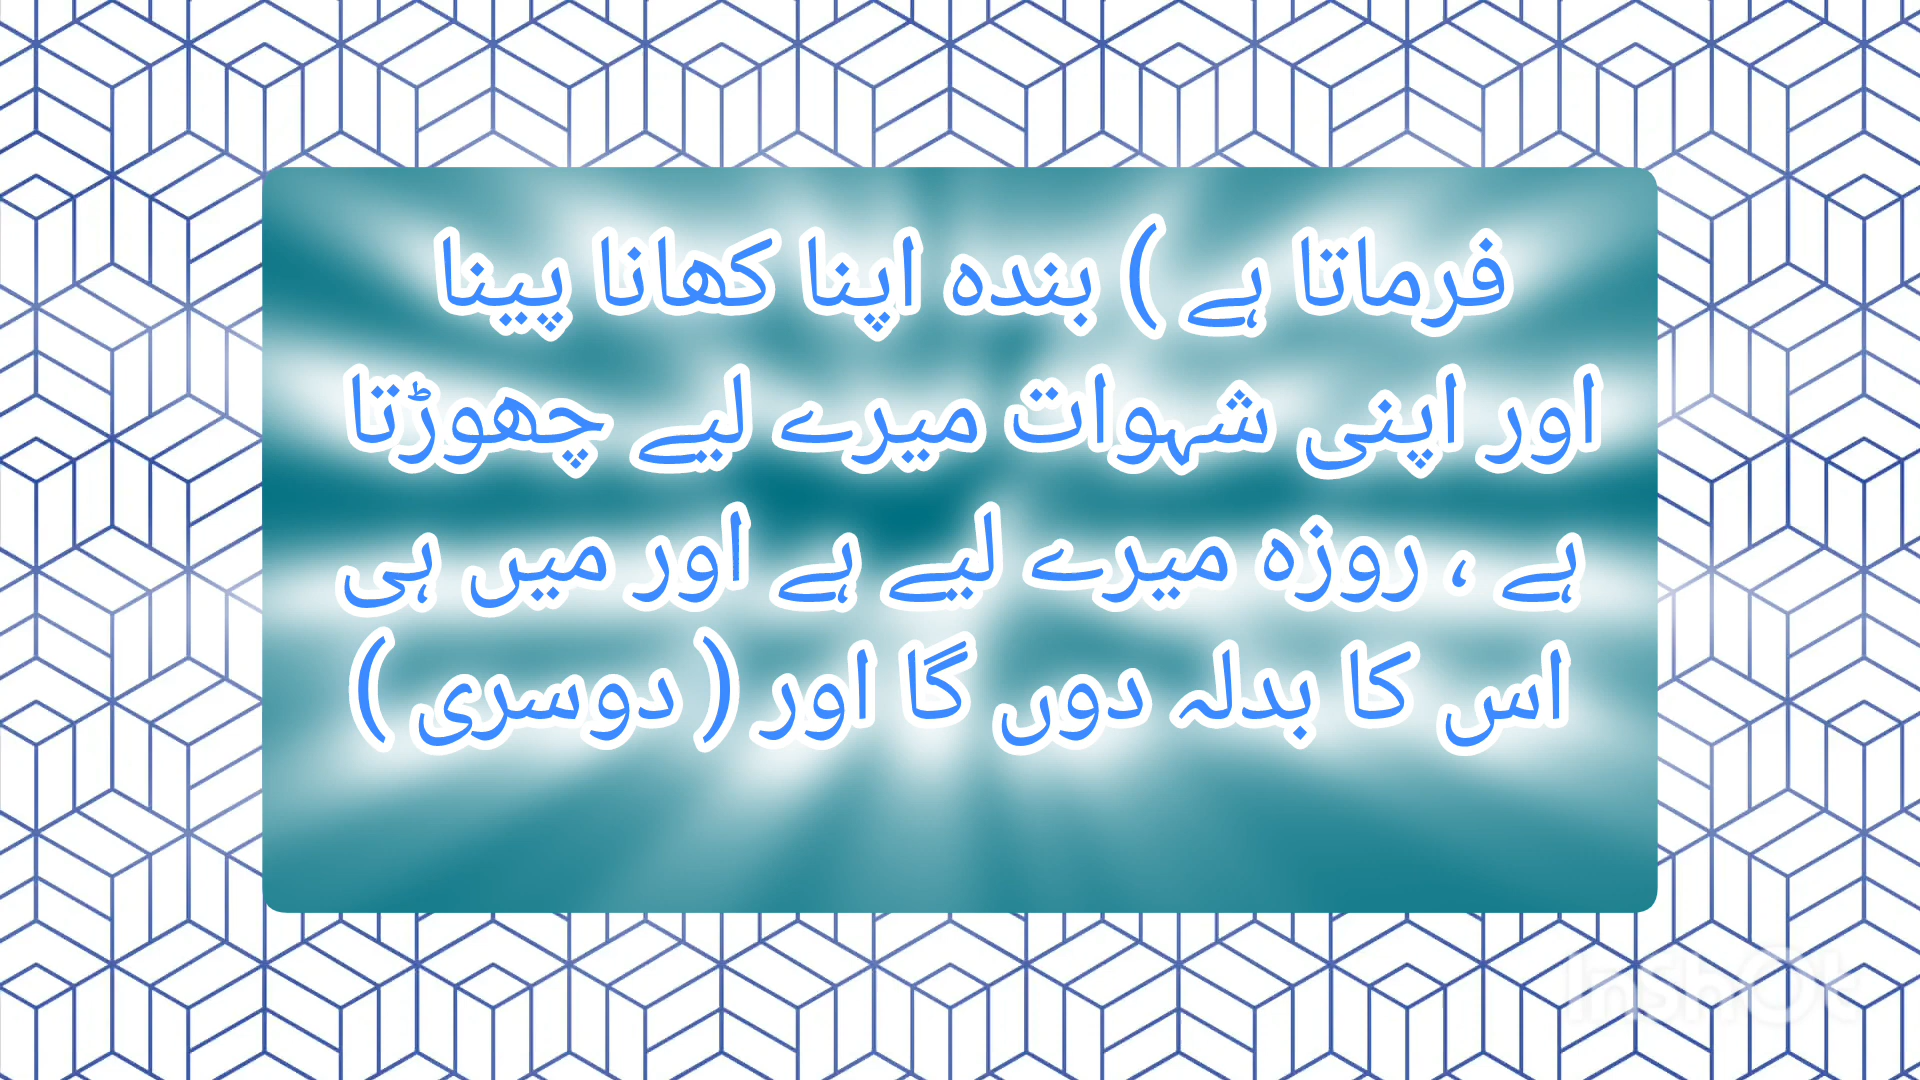 فرماتا ہے ) بندہ اپنا کھانا پینا
اور اپنی شہوات میرے لیے چھوڑتا
ہے ، روزہ میرے لیے ہے اور میں ہی
اس کا بدلہ دوں گا اور ( دوسری )
InShOt